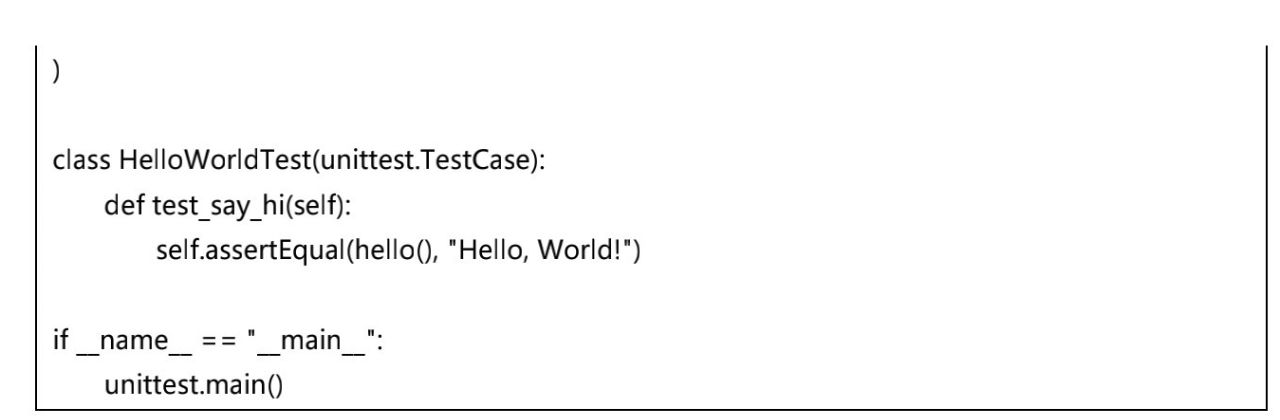 )
class HelloWorldTest(unittest.TestCase):
def test_say_hi(self):
self.assertEqual(hello(), "Hello, World!")
if __name__ == "__main__":
unittest.main()